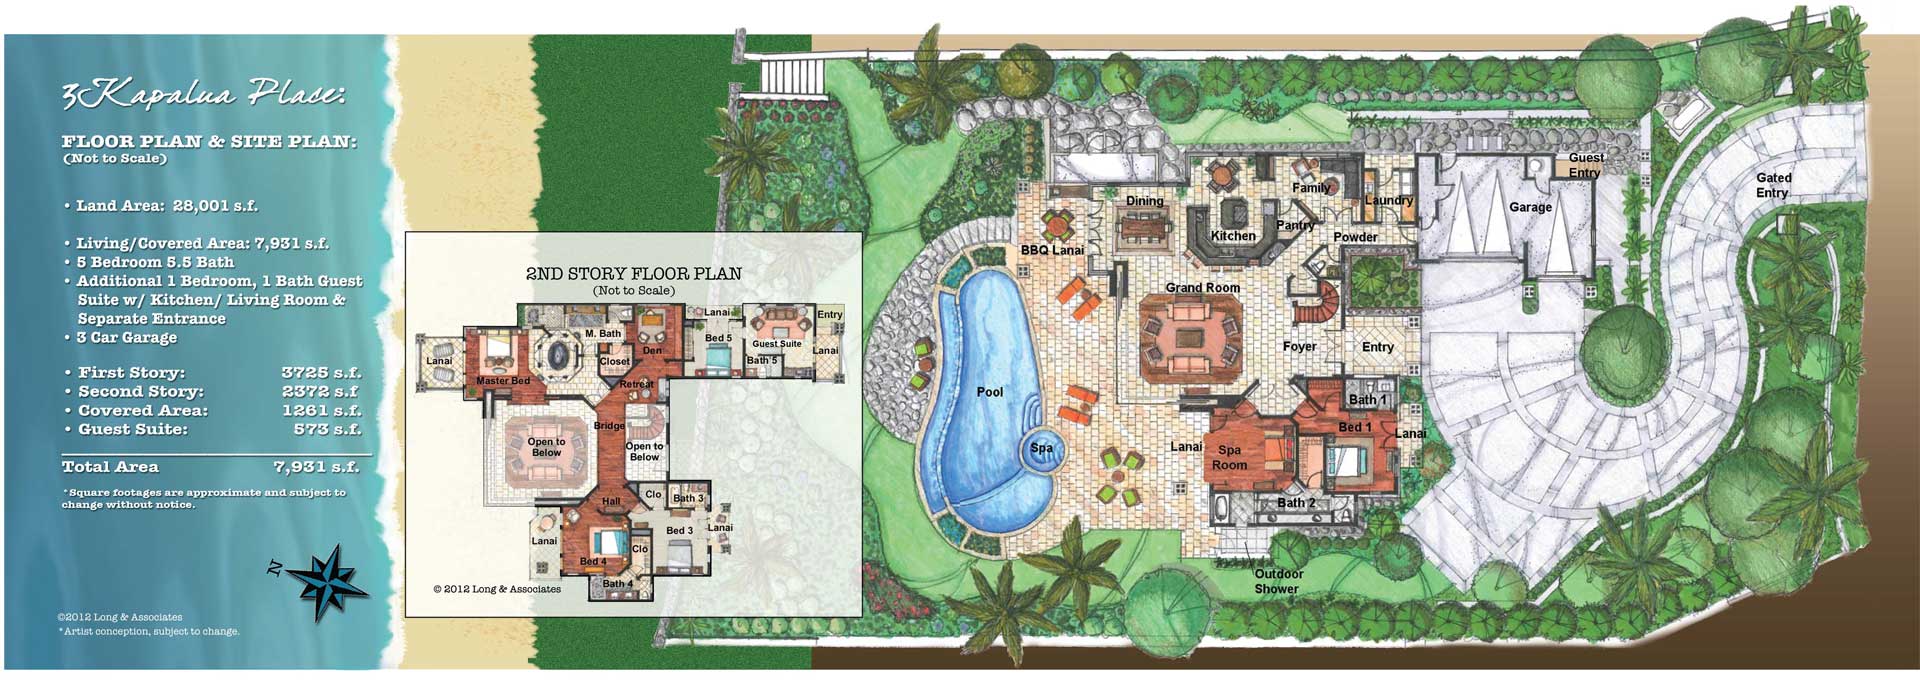 3 Kapalua Place:
FLOOR PLAN & SITE PLAN:
(Not to Scale)
• Land Area: 28,001 s.f.
• Living/Covered Area: 7,931 s.f.
• 5 Bedroom 5.5 Bath
• Additional 1 Bedroom, 1 Bath Guest
Suite w/ Kitchen/ Living Room &
Separate Entrance
• 3 Car Garage
• First Story: 3725 s.f.
• Second Story: 2372 s.f
• Covered Area: 1261 s.f.
• Guest Suite: 573 s.f.
Total Area 7,931 s.f.
*Square footages are approximate and subject to
change without notice.
N
©2012 Long & Associates
*Artist conception, subject to change.
2ND STORY FLOOR PLAN
(Not to Scale)
Lanai
Entry
M. Bath
Bed 5
Guest Suite
Den
Lanai
Lanai
Closet
Bath 5
Master Bed
Retreat
Bridge
Open to
Below
Open to
Below
Hall
Clo
Bath 3
Lanai
Bed 3
Lanai
Clo
Bed 4
Bath 4
© 2012 Long & Associates
Guest
Entry
Gated
Entry
Family
Dining
Laundry
Garage
Pantry
Kitchen
Powder
BBQ Lanai
Grand Room
Foyer
Entry
Pool
Bath 1
Bed 1
Lanai
Lanai
Spa
Spa
Room
Bath 2
Outdoor
Shower